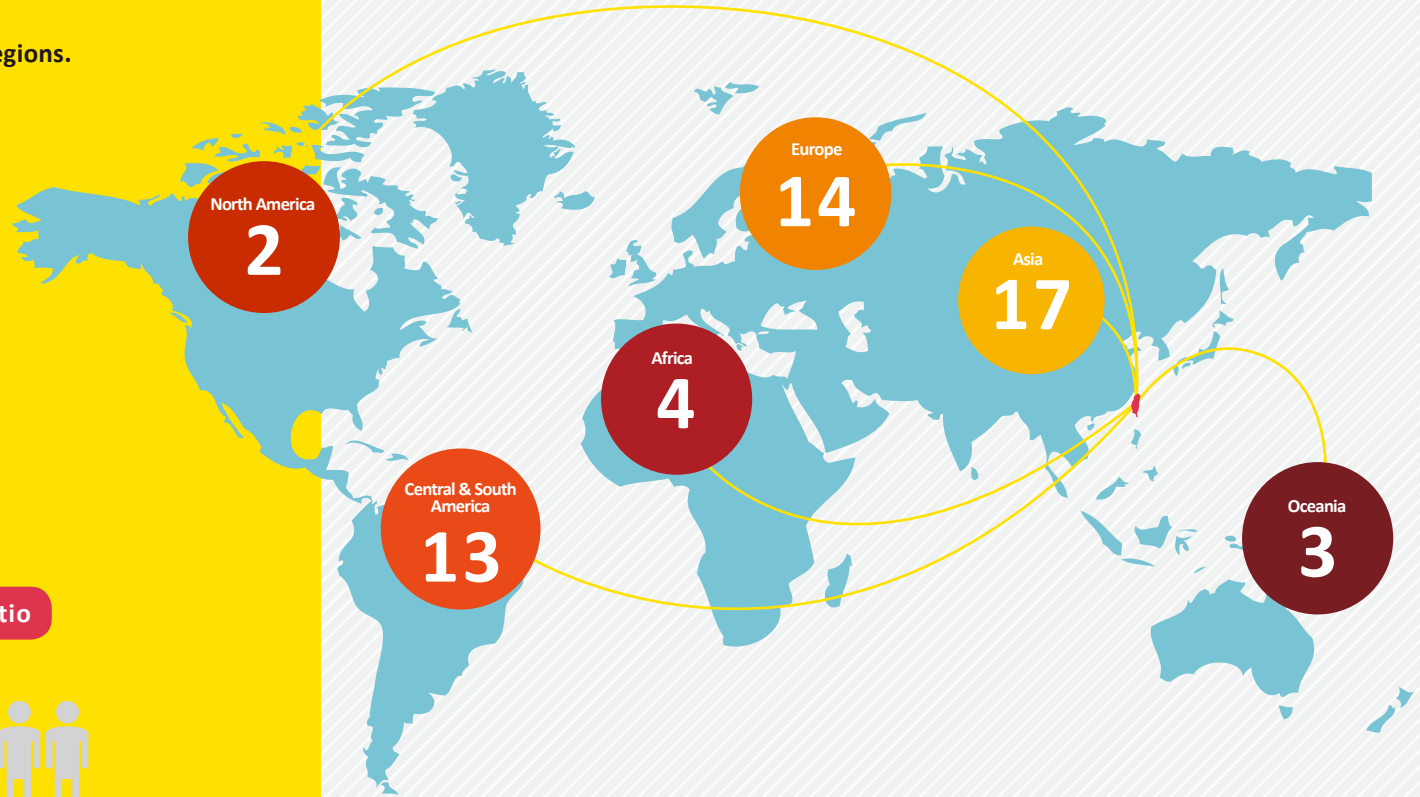 egions.
Europe
14
North America
2
Asia
17
Africa
4
Central & South
America
13
Oceania
3
tio